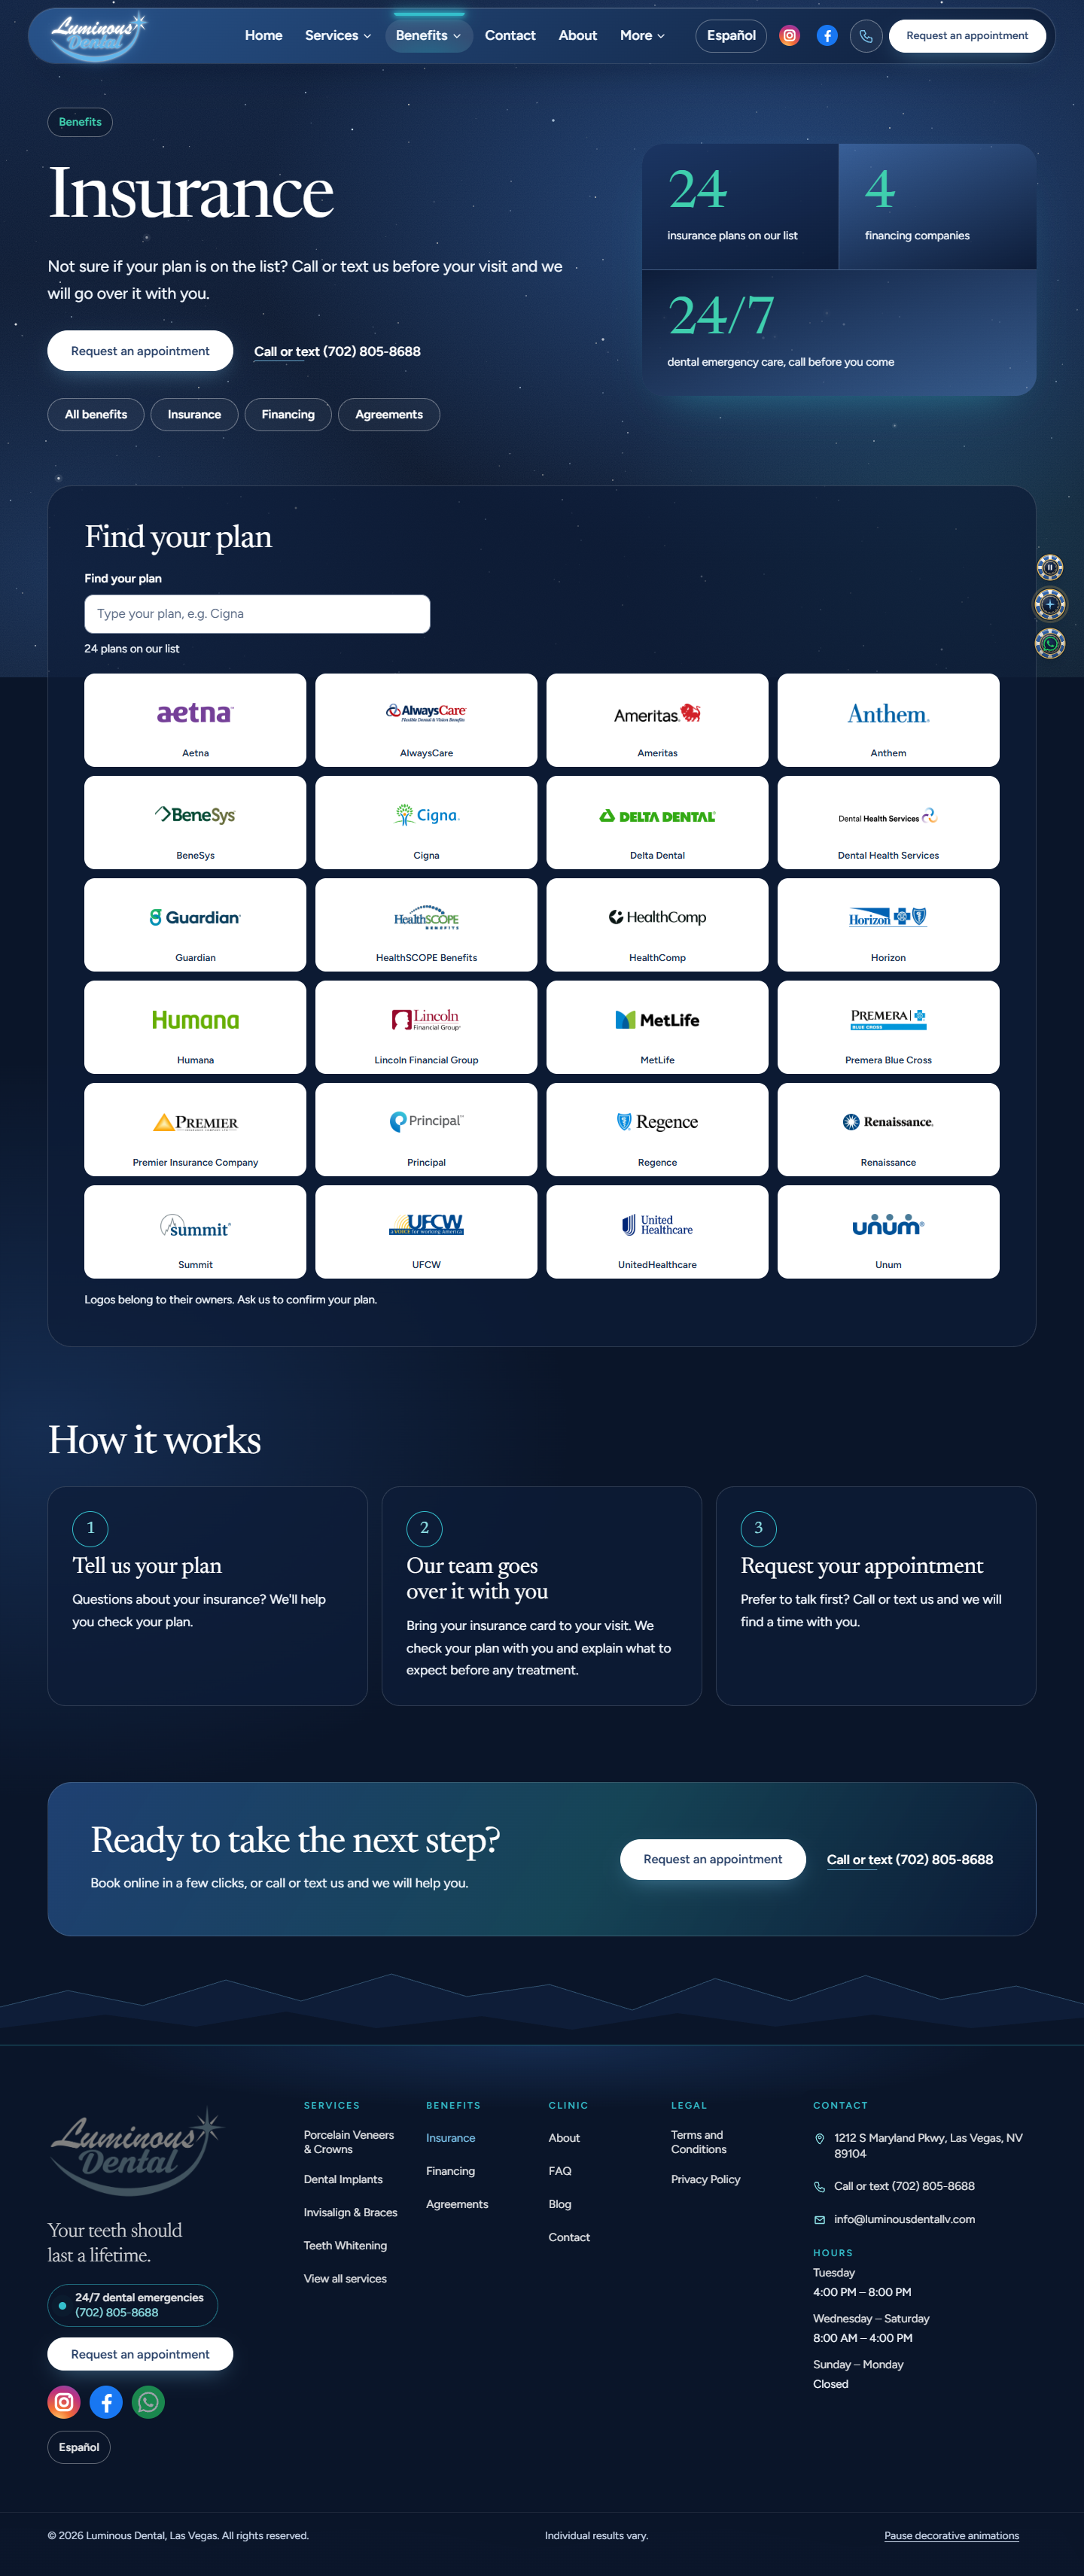 Luminous
Dental
Home
Services
Benefits
Contact
About
More
Español
Request an appointment
Benefits
Insurance
Not sure if your plan is on the list? Call or text us before your visit and we
will go over it with you.
Request an appointment
Call or text (702) 805-8688
All benefits
Insurance
Financing
Agreements
24
insurance plans on our list
4
financing companies
24/7
dental emergency care, call before you come
Find your plan
Find your plan
Type your plan, e.g. Cigna
24 plans on our list
aetna
Aetna
AlwaysCare
Flexible Dental & Vision Benefits
AlwaysCare
Ameritas
Ameritas
Anthem
Anthem
BeneSys
BeneSys
Cigna
Cigna
DELTA DENTAL
Delta Dental
Dental Health Services
Dental Health Services
Guardian
Guardian
HealthSCOPE
BENEFITS
HealthSCOPE Benefits
HealthComp
HealthComp
Horizon
Horizon
Humana
Humana
Lincoln
Financial Group
Lincoln Financial Group
MetLife
MetLife
PREMERA
BLUE CROSS
Premera Blue Cross
PREMIER
Premier Insurance Company
Principal
Principal
Regence
Regence
Renaissance
Renaissance
summit
Summit
UFCW
a VOICE for working America
UFCW
United
Healthcare
UnitedHealthcare
unum
Unum
Logos belong to their owners. Ask us to confirm your plan.
How it works
1
Tell us your plan
Questions about your insurance? We'll help
you check your plan.
2
Our team goes
over it with you
Bring your insurance card to your visit. We
check your plan with you and explain what to
expect before any treatment.
3
Request your appointment
Prefer to talk first? Call or text us and we will
find a time with you.
Ready to take the next step?
Book online in a few clicks, or call or text us and we will help you.
Request an appointment
Call or text (702) 805-8688
Luminous
Dental
Your teeth should
last a lifetime.
24/7 dental emergencies
(702) 805-8688
Request an appointment
Español
SERVICES
Porcelain Veneers
& Crowns
Dental Implants
Invisalign & Braces
Teeth Whitening
View all services
BENEFITS
Insurance
Financing
Agreements
CLINIC
About
FAQ
Blog
Contact
LEGAL
Terms and
Conditions
Privacy Policy
CONTACT
1212 S Maryland Pkwy, Las Vegas, NV
89104
Call or text (702) 805-8688
info@luminousdentallv.com
HOURS
Tuesday
4:00 PM – 8:00 PM
Wednesday – Saturday
8:00 AM – 4:00 PM
Sunday – Monday
Closed
© 2026 Luminous Dental, Las Vegas. All rights reserved.
Individual results vary.
Pause decorative animations